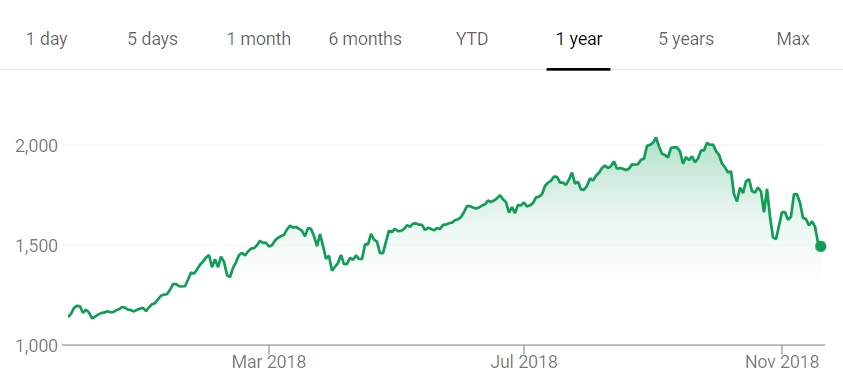 1 day 5 days 1 month 6 months YTD 1 year 5 years Max
2,000
1,500
1,000
Mar 2018 Jul 2018 Nov 2018